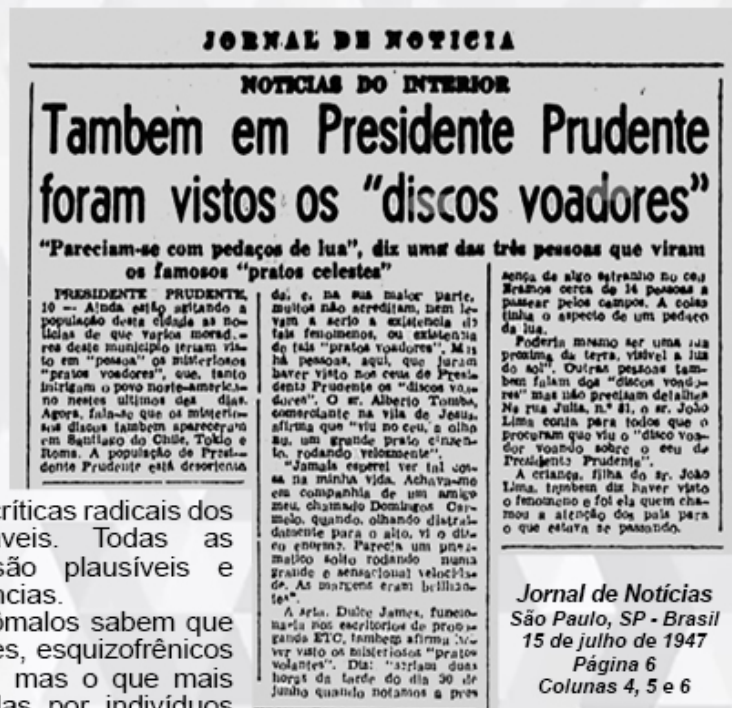 JORNAL DE NOTICIA
NOTICIAS DO INTERIOR
Tambem em Presidente Prudente
foram vistos os "discos voadores"
"Pareciam-se com pedaços de lua", diz uma das três pessoas que viram
os famosos "pratos celestes"
PRESIDENTE PRUDENTE,
10 — Ainda estão agitando a
população desta cidade as no-
ticias de que varios morado-
res deste municipio teriam vis-
to em "pessoa" os misteriosos
"pratos voadores", que, tanto
intrigam o povo norte-america-
no nestes ultimos dez dias.
Agora, fala-se que os misterio-
sos discos tambem apareceram
em Santiago do Chile, Tokio e
Roma. A população de Presi-
dente Prudente está desorienta
da, e, na sua maior parte,
muitos não acreditam, nem le-
vam a serio a existencia de
tais fenomenos, ou existencia
de tais "pratos voadores". Mas
há pessoas, aqui, que juram
haver visto nos ceus de Presi-
dente Prudente os "discos voa-
dores". O sr. Alberto Tomba,
comerciante na vila de Jesus,
afirma que "viu no ceu, a olho
nu, um grande prato cinzen-
to, rodando velozmente".
"Jamais esperei ver tal coi-
sa na minha vida. Achava-me
em companhia de um amigo
meu, chamado Domingos Car-
melo, quando, olhando distrai-
damente para o alto, vi o dis-
co enorme. Parecia um pneu-
matico solto rodando numa
grande e sensacional velocida-
de. As margens eram brilhan-
tes".
A srta. Dulce James, funcio-
naria nos escritorios de propa-
ganda ETC, tambem afirma ha-
ver visto os misteriosos "pratos
volantes". Diz: "seriam duas
horas da tarde do dia 30 de
junho quando notamos a pres
sença de algo estranho no ceu
Eramos cerca de 14 pessoas a
passear pelos campos. A coisa
tinha o aspecto de um pedaço
da lua.
Poderia mesmo ser uma lua
proxima da terra, visivel a luz
do sol". Outras pessoas tam-
bem falam dos "discos voado-
res" mas não precisam detalhes
Na rua Julia, n.º 81, o sr. João
Lima conta para todos que o
procuram que viu o "disco voa-
dor voando sobre o ceu de
Presidente Prudente".
A criança, filha do sr. João
Lima, tambem diz haver visto
o fenomeno e foi ela quem cha-
mou a atenção dos pais para
o que estava se passando.
críticas radicais dos
veis. Todas as
são plausíveis e
ncias.
ômalos sabem que
es, esquizofrênicos
mas o que mais
das por indivíduos
Jornal de Notícias
São Paulo, SP - Brasil
15 de julho de 1947
Página 6
Colunas 4, 5 e 6